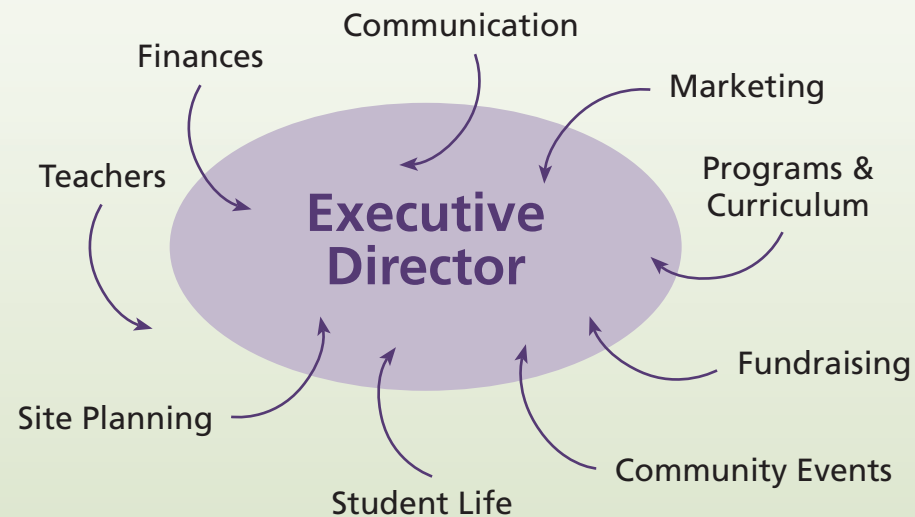 Communication
Finances
Marketing
Teachers
Programs &
Curriculum
Executive
Director
Fundraising
Site Planning
Community Events
Student Life